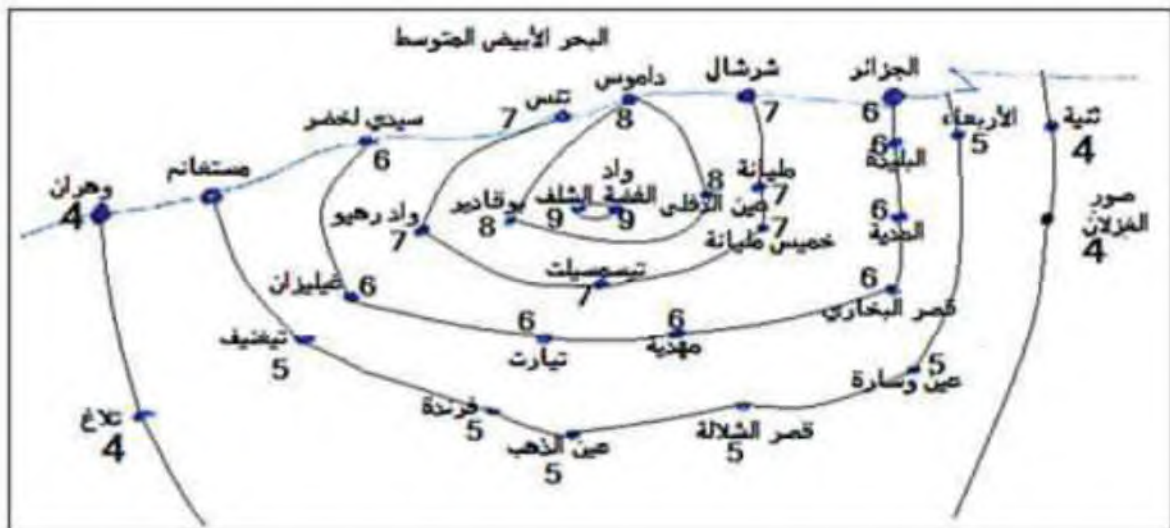 البحر الأبيض المتوسط
الجزائر
6
شرشال
7
داموس
8
تنس
7
سيدي لخضر
6
مستغانم
وهران
4
ثنية
4
الأربعاء
5
البليدة
6
مليانة
7
واد
الفضة
9
الشلف
9
عين الدفلى
8
بوقادير
8
واد رهيو
7
صور
الغزلان
4
المدية
6
خميس مليانة
7
تيسمسيلت
7
غيليزان
6
قصر البخاري
6
مهدية
6
تيارت
6
تيغنيف
5
عين وسارة
5
فرندة
5
قصر الشلالة
5
عين الذهب
5
4